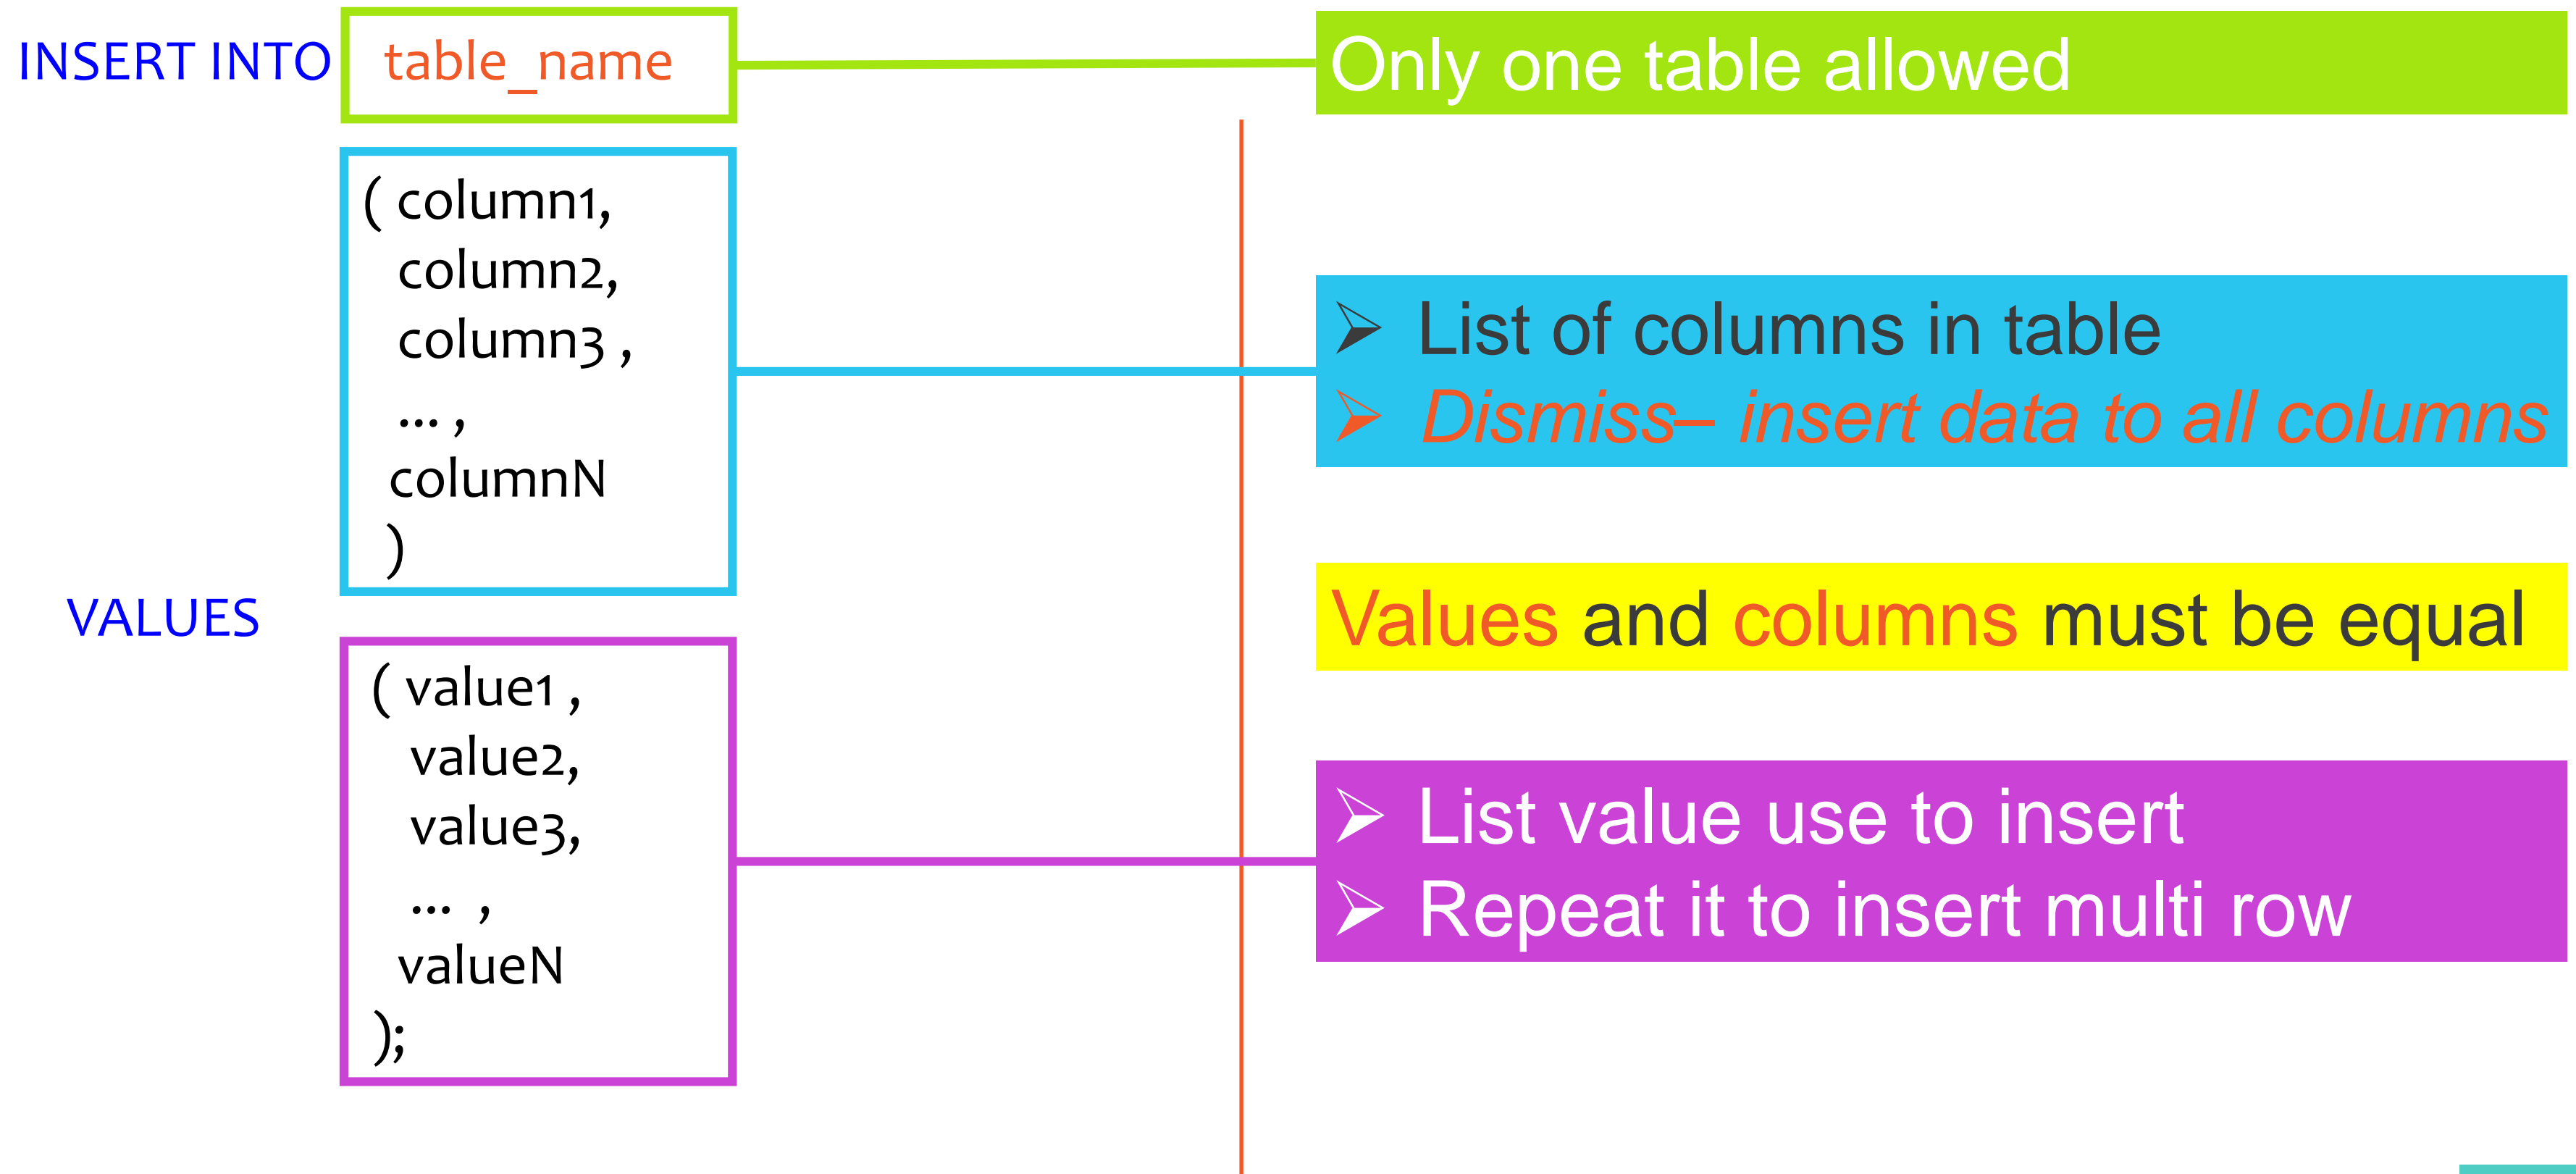 INSERT INTO table_name
( column1,
column2,
column3 ,
... ,
columnN
)
VALUES
( value1 ,
value2,
value3,
... ,
valueN
);
Only one table allowed
➢ List of columns in table
➢ Dismiss– insert data to all columns
Values and columns must be equal
➢ List value use to insert
➢ Repeat it to insert multi row